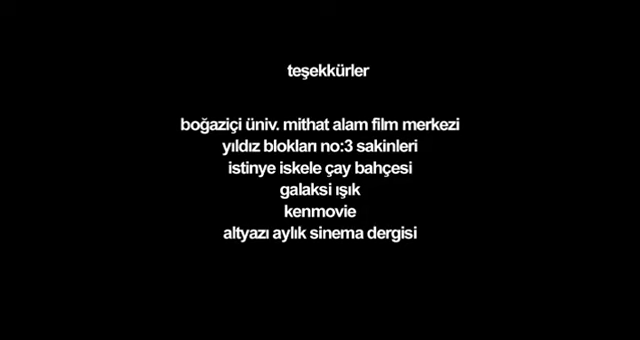 teşekkürler
boğaziçi üniv. mithat alam film merkezi
yıldız blokları no:3 sakinleri
istinye iskele çay bahçesi
galaksi ışık
kenmovie
altyazı aylık sinema dergisi